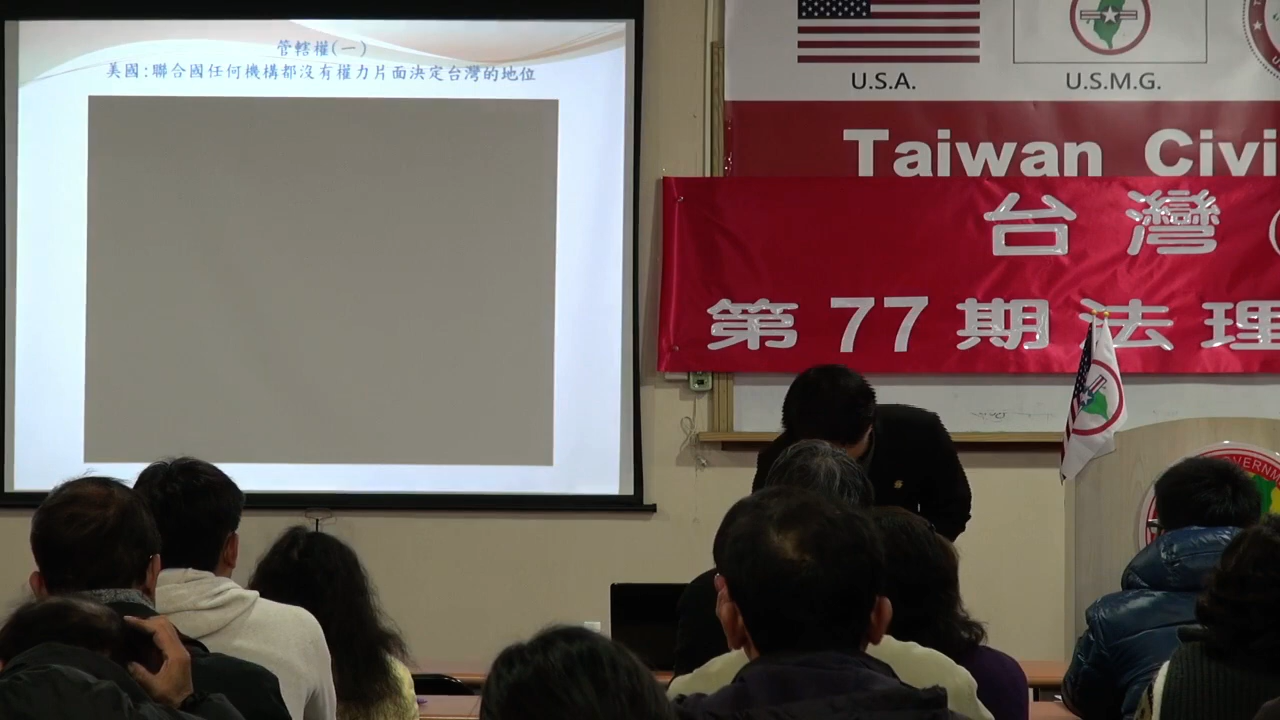 管轄權(一)
美國:聯合國任何機構都沒有權力片面決定台灣的地位
U.S.A.
U.S.M.G.
Taiwan Civi
台灣
第77期法理
GOVERNM